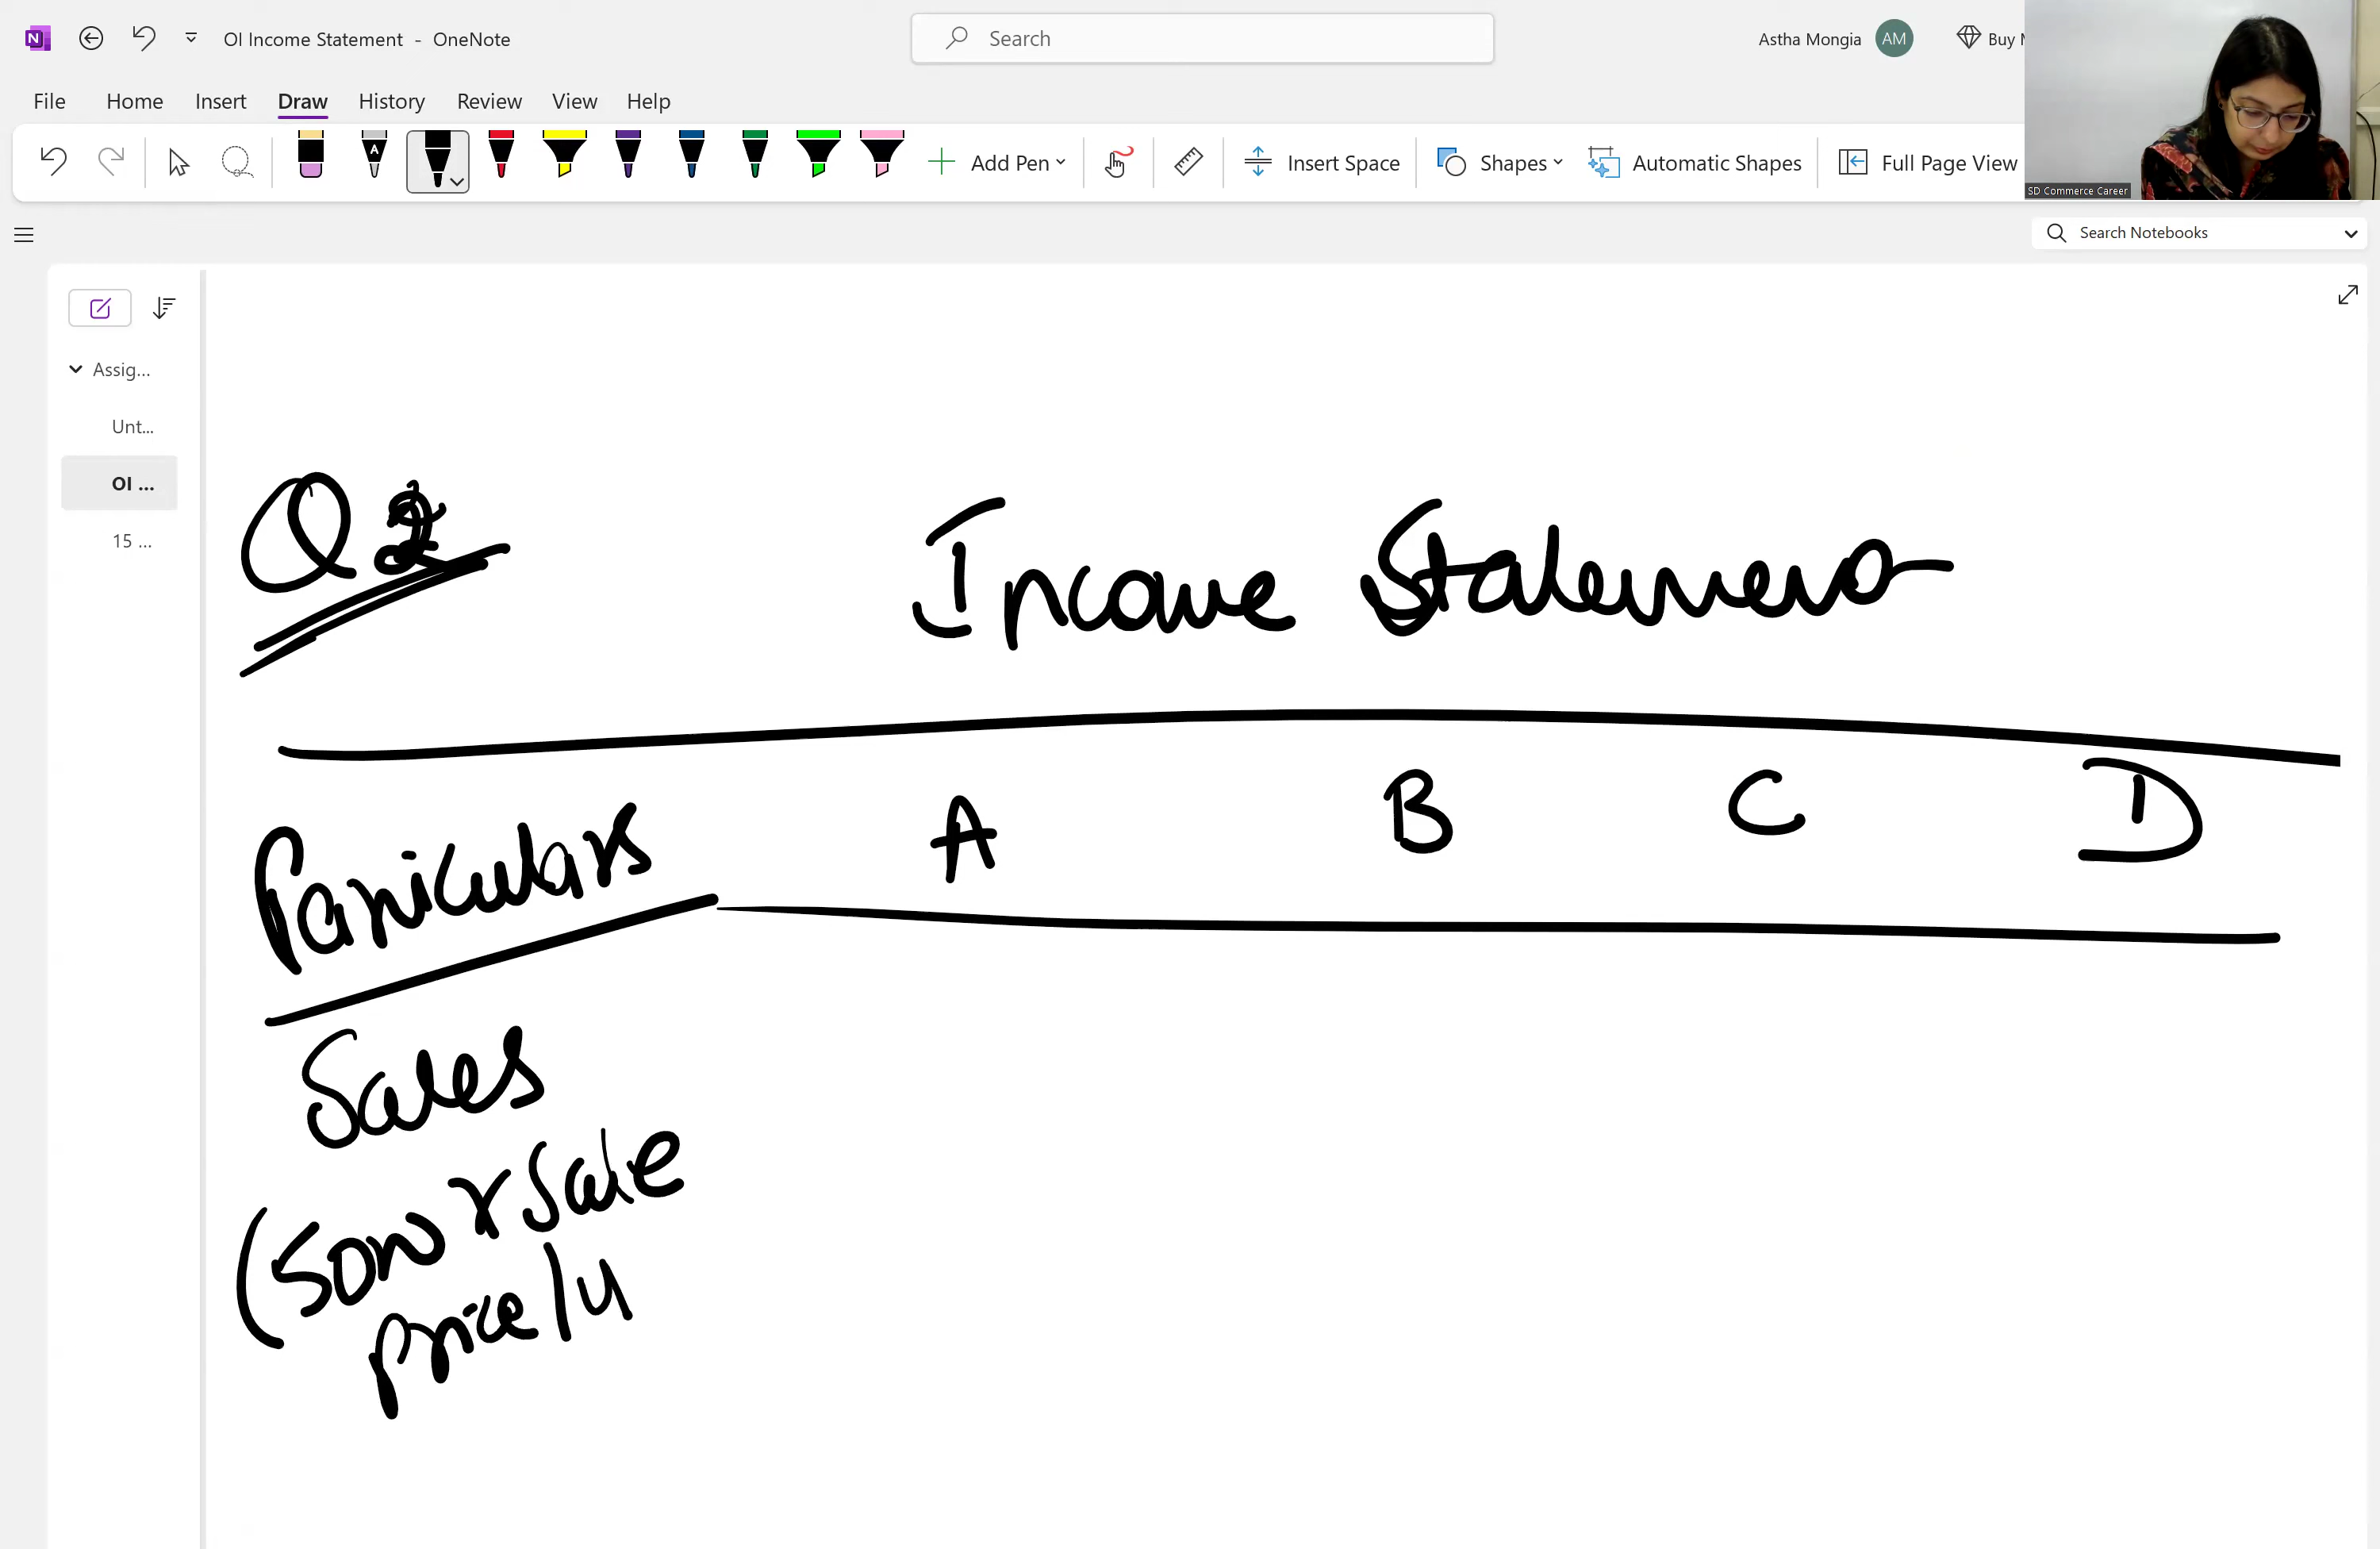 OI Income Statement - OneNote
Search
Astha Mongia AM Buy
File Home Insert Draw History Review View Help
A Add Pen Insert Space Shapes Automatic Shapes Full Page View
SD Commerce Career
Search Notebooks
Assig...
Unt...
OI ...
15 ...
Q2 Income Statement
Particulars A B C D
Sales
(50W x Sale
price/u